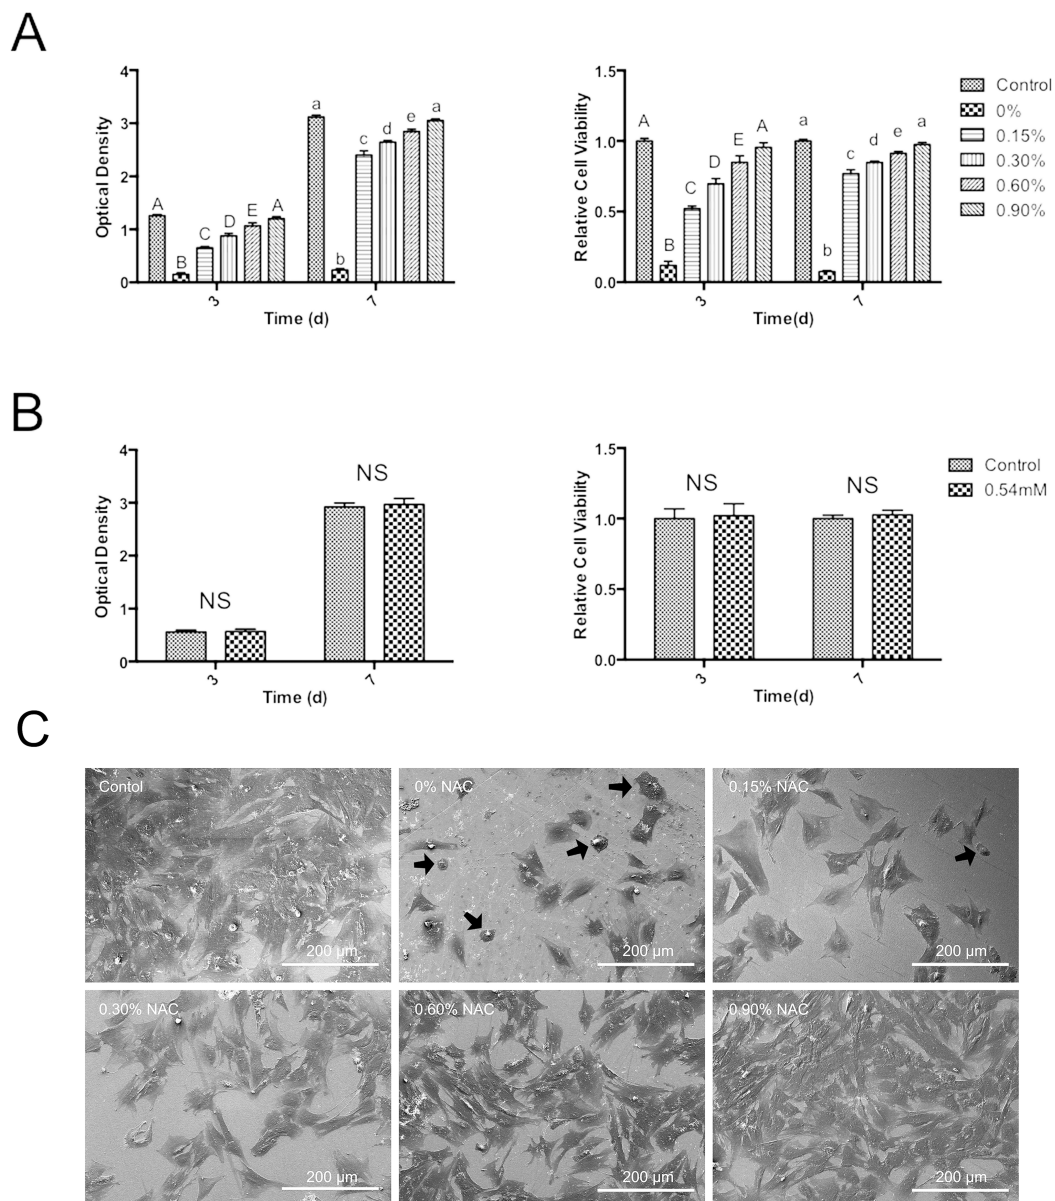 A
4
3
2
1
0
Optical Density
A
B
C
D
E
A
a
b
c
d
e
a
3
7
Time (d)
1.5
1.0
0.5
0.0
Relative Cell Viability
A
B
C
D
E
A
a
b
c
d
e
a
3
7
Time(d)
Control
0%
0.15%
0.30%
0.60%
0.90%
B
4
3
2
1
0
Optical Density
NS
NS
3
7
Time (d)
1.5
1.0
0.5
0.0
Relative Cell Viability
NS
NS
3
7
Time(d)
Control
0.54mM
C
Contol
200 µm
0% NAC
200 µm
0.15% NAC
200 µm
0.30% NAC
200 µm
0.60% NAC
200 µm
0.90% NAC
200 µm